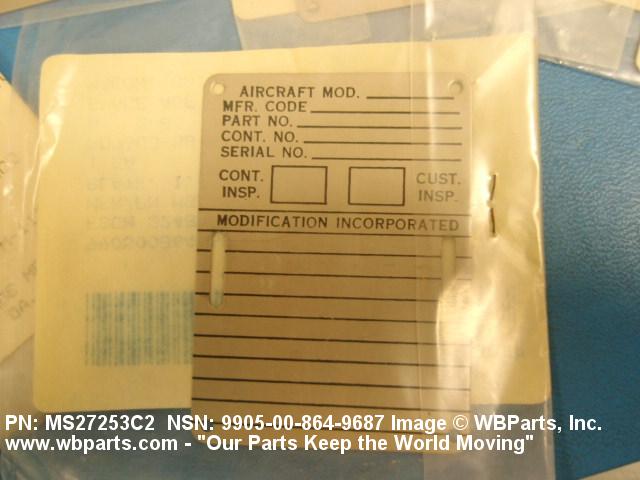 AIRCRAFT MOD.
MFR. CODE
PART NO.
CONT. NO.
SERIAL NO.
CONT. INSP.
CUST. INSP.
MODIFICATION INCORPORATED
PN: MS27253C2 NSN: 9905-00-864-9687 Image © WBParts, Inc.
www.wbparts.com - "Our Parts Keep the World Moving"